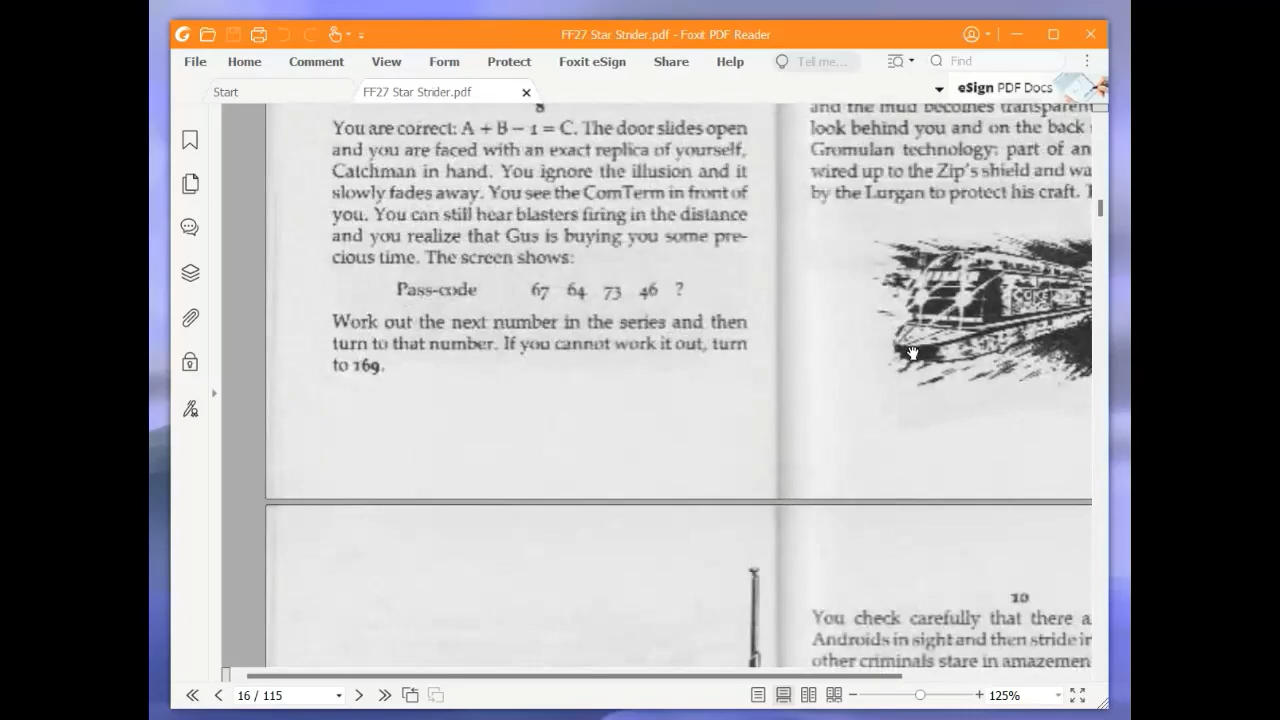 FF27 Star Strider.pdf - Foxit PDF Reader
File Home Comment View Form Protect Foxit eSign Share Help Tell me... Find
Start FF27 Star Strider.pdf eSign PDF Docs
8
You are correct: A + B – 1 = C. The door slides open
and you are faced with an exact replica of yourself,
Catchman in hand. You ignore the illusion and it
slowly fades away. You see the ComTerm in front of
you. You can still hear blasters firing in the distance
and you realize that Gus is buying you some pre-
cious time. The screen shows:
Pass-code 67 64 73 46 ?
Work out the next number in the series and then
turn to that number. If you cannot work it out, turn
to 169.
and the mud becomes transparent
look behind you and on the back
Gromulan technology: part of an
wired up to the Zip's shield and wa
by the Lurgan to protect his craft. T
10
You check carefully that there a
Androids in sight and then stride in
other criminals stare in amazemen
16 / 115 125%